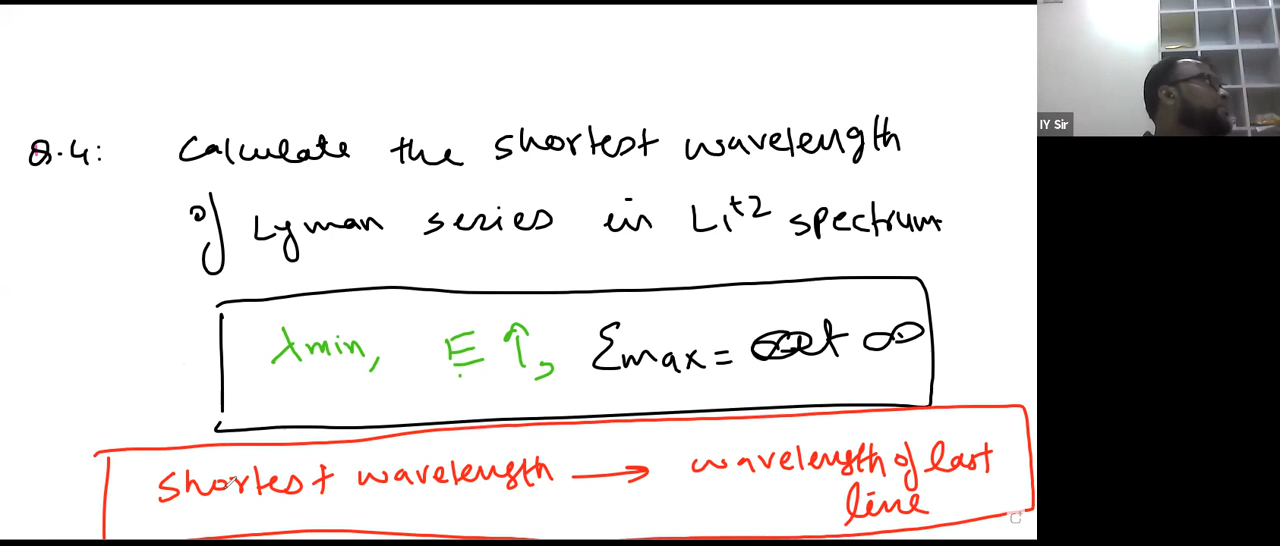 Q.4: Calculate the shortest wavelength
of Lyman series in Li+2 spectrum
λmin, E ↑, Emax = at ∞
shortest wavelength → wavelength of last
line
IY Sir